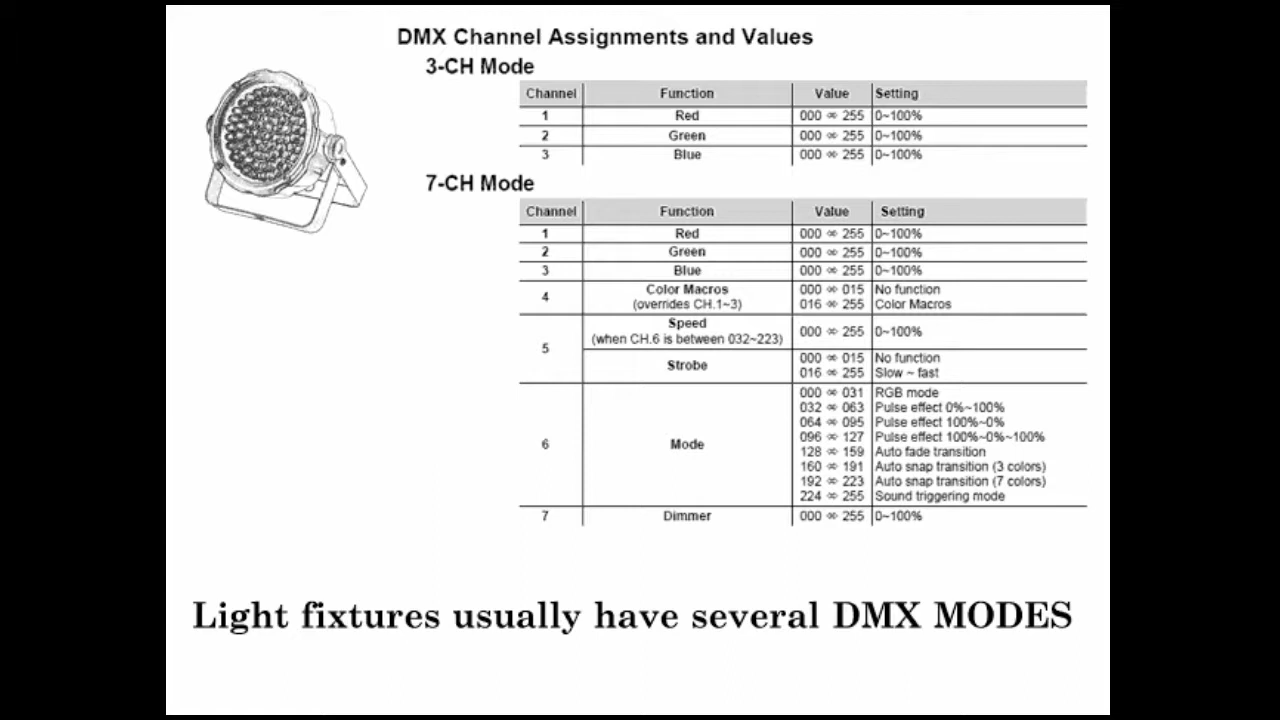 DMX Channel Assignments and Values
3-CH Mode
Channel Function Value Setting
1 Red 000 ⇔ 255 0~100%
2 Green 000 ⇔ 255 0~100%
3 Blue 000 ⇔ 255 0~100%
7-CH Mode
Channel Function Value Setting
1 Red 000 ⇔ 255 0~100%
2 Green 000 ⇔ 255 0~100%
3 Blue 000 ⇔ 255 0~100%
4 Color Macros (overrides CH.1~3)
000 ⇔ 015 No function
016 ⇔ 255 Color Macros
5 Speed (when CH.6 is between 032~223)
000 ⇔ 255 0~100%
Strobe
000 ⇔ 015 No function
016 ⇔ 255 Slow ~ fast
6 Mode
000 ⇔ 031 RGB mode
032 ⇔ 063 Pulse effect 0%~100%
064 ⇔ 095 Pulse effect 100%~0%
096 ⇔ 127 Pulse effect 100%~0%~100%
128 ⇔ 159 Auto fade transition
160 ⇔ 191 Auto snap transition (3 colors)
192 ⇔ 223 Auto snap transition (7 colors)
224 ⇔ 255 Sound triggering mode
7 Dimmer 000 ⇔ 255 0~100%
Light fixtures usually have several DMX MODES